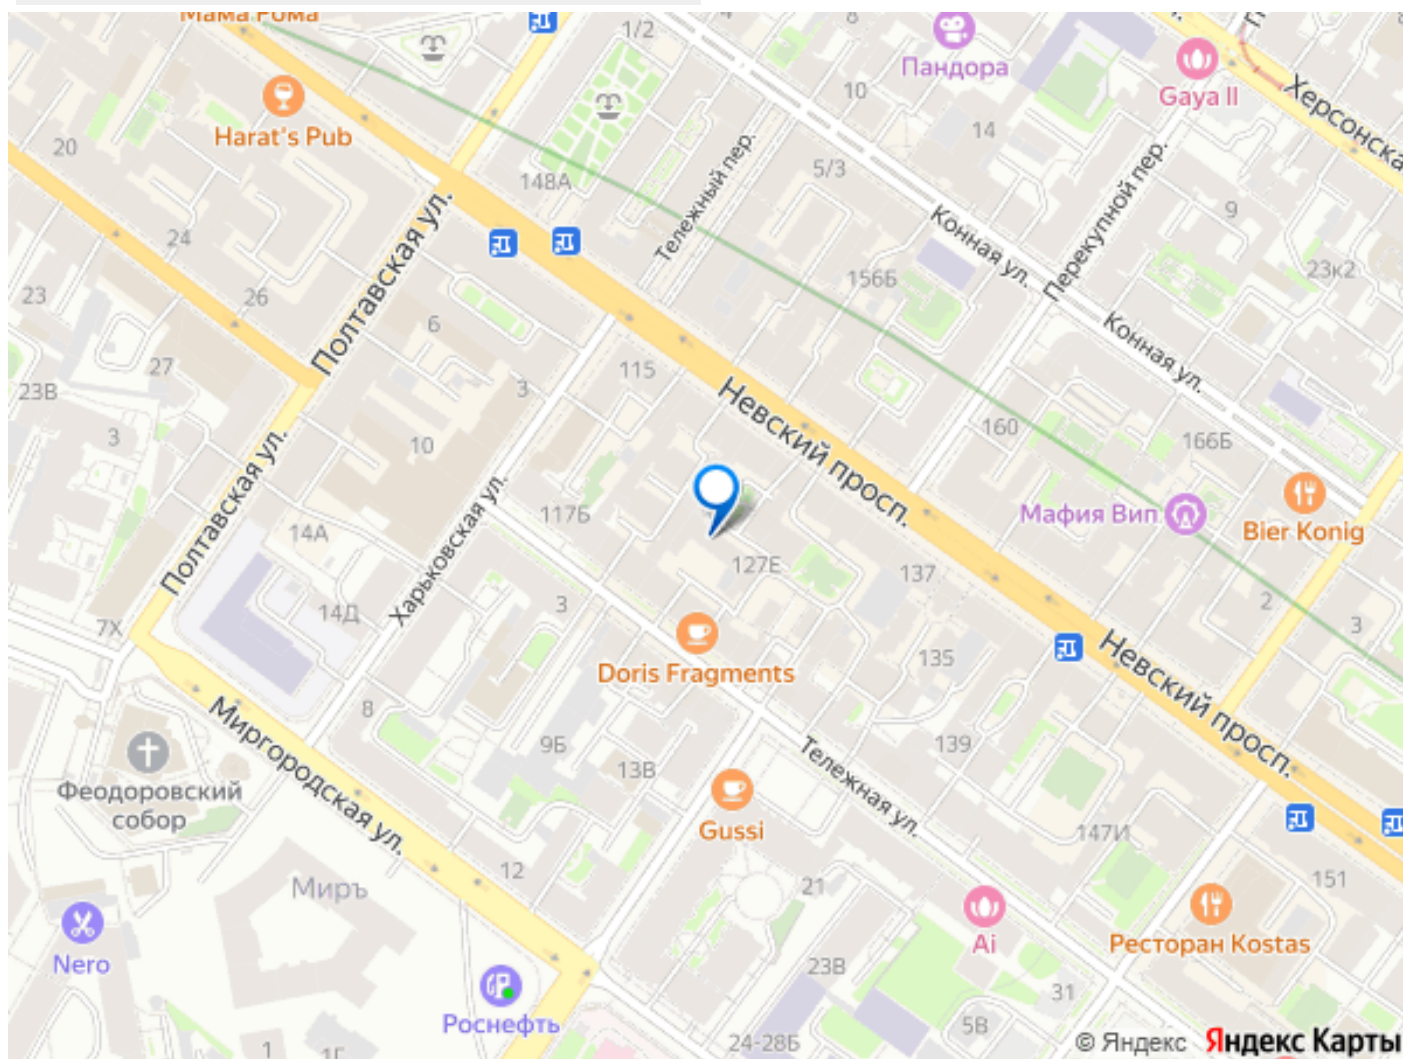 Мама Рома
1/2
8
Пандора
Gaya II
Херсонска
Harat's Pub
10
14
20
148А
Тележный пер.
5/3
Перекупной пер.
9
Полтавская ул.
24
Конная ул.
156Б
23к2
23
26
6
27
115
Конная ул.
23В
3
3
Невский просп.
10
160
166Б
Полтавская ул.
Харьковская ул.
117Б
Мафия Вип
Bier Konig
14А
127Е
137
3
14Д
2
3
7Х
Doris Fragments
135
Невский просп.
8
Миргородская ул.
9Б
13В
139
Тележная ул.
Феодоровский
собор
Gussi
147И
12
Миръ
21
151
Nero
Ai
Ресторан Kostas
23В
31
Роснефть
5В
1
1Г
24-28Б
© Яндекс Яндекс Карты